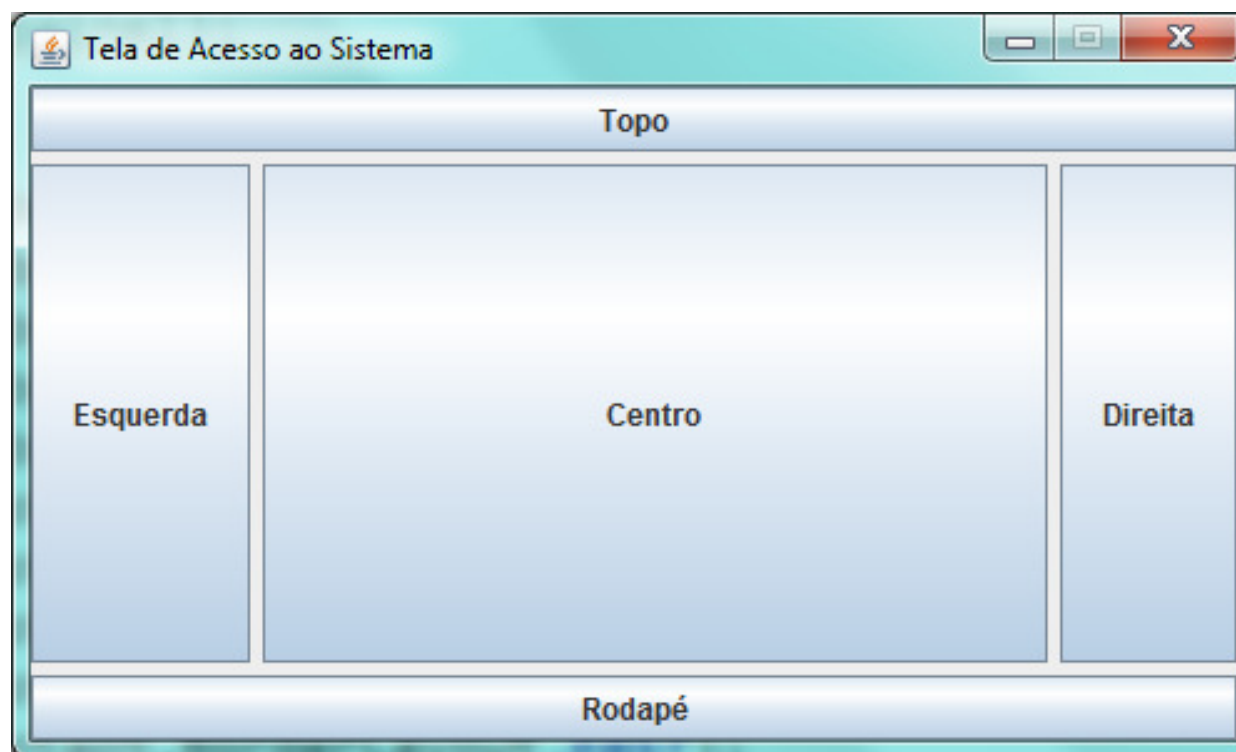 Tela de Acesso ao Sistema
Topo
Esquerda
Centro
Direita
Rodapé